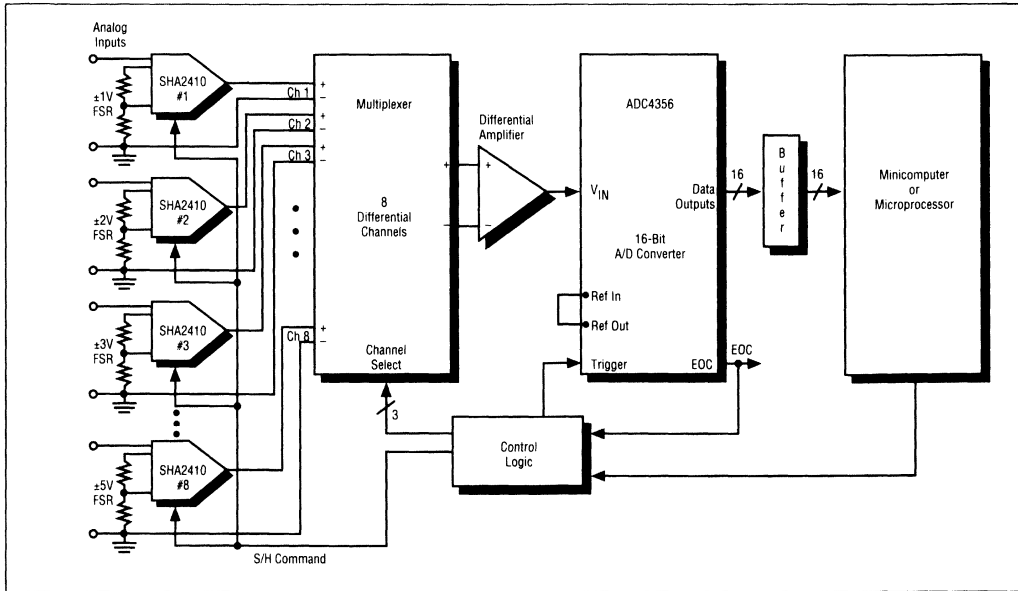 Analog
Inputs
SHA2410
#1
±1V
FSR
SHA2410
#2
±2V
FSR
SHA2410
#3
±3V
FSR
SHA2410
#8
±5V
FSR
S/H Command
+
Ch 1 –
+
Ch 2 –
+
Ch 3 –
+
Ch 8 –
Multiplexer
8
Differential
Channels
Channel
Select
3
+
–
Differential
Amplifier
+
–
ADC4356
VIN
Data
Outputs
16-Bit
A/D Converter
Ref In
Ref Out
Trigger
EOC
EOC
16
Buffer
16
Minicomputer
or
Microprocessor
Control
Logic